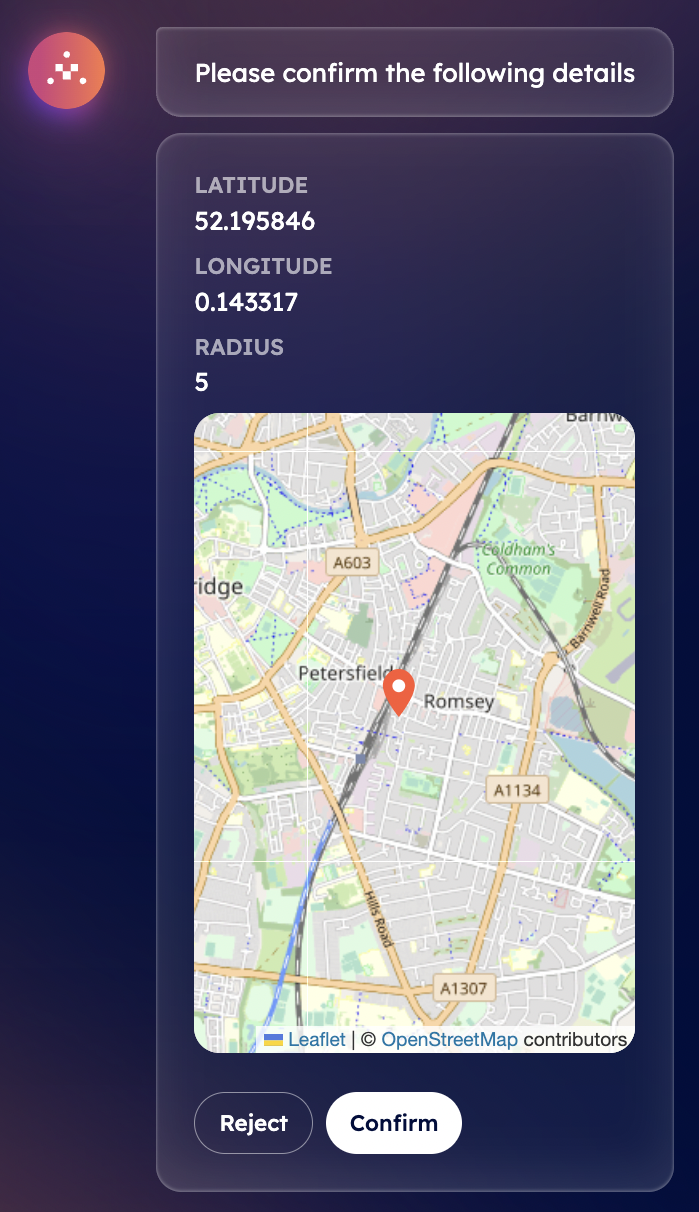 Please confirm the following details
LATITUDE
52.195846
LONGITUDE
0.143317
RADIUS
5
Barnw
A603
Coldham's
Common
ridge
Barnwell Road
Petersfield
Romsey
A1134
Hills Road
A1307
Leaflet | © OpenStreetMap contributors
Reject
Confirm